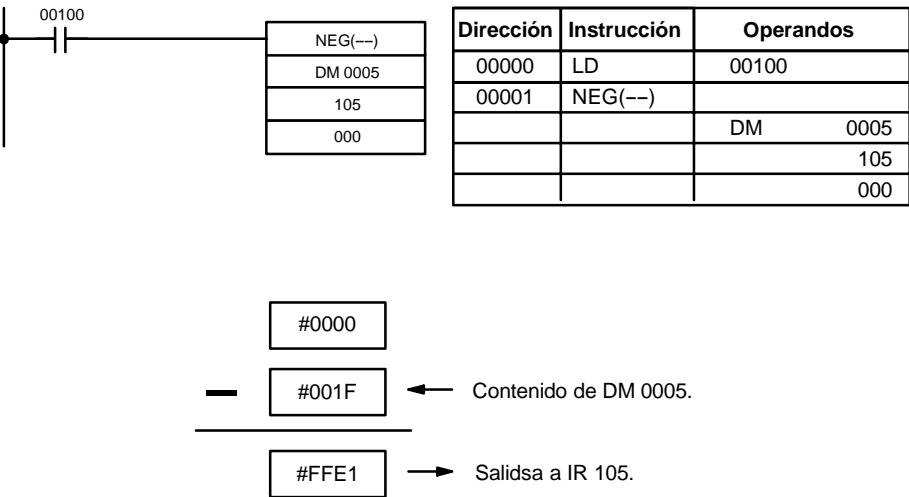 00100
NEG(––)
DM 0005
105
000
Dirección Instrucción Operandos
00000 LD 00100
00001 NEG(––)
DM 0005
105
000
#0000
#001F Contenido de DM 0005.
#FFE1 Salidsa a IR 105.